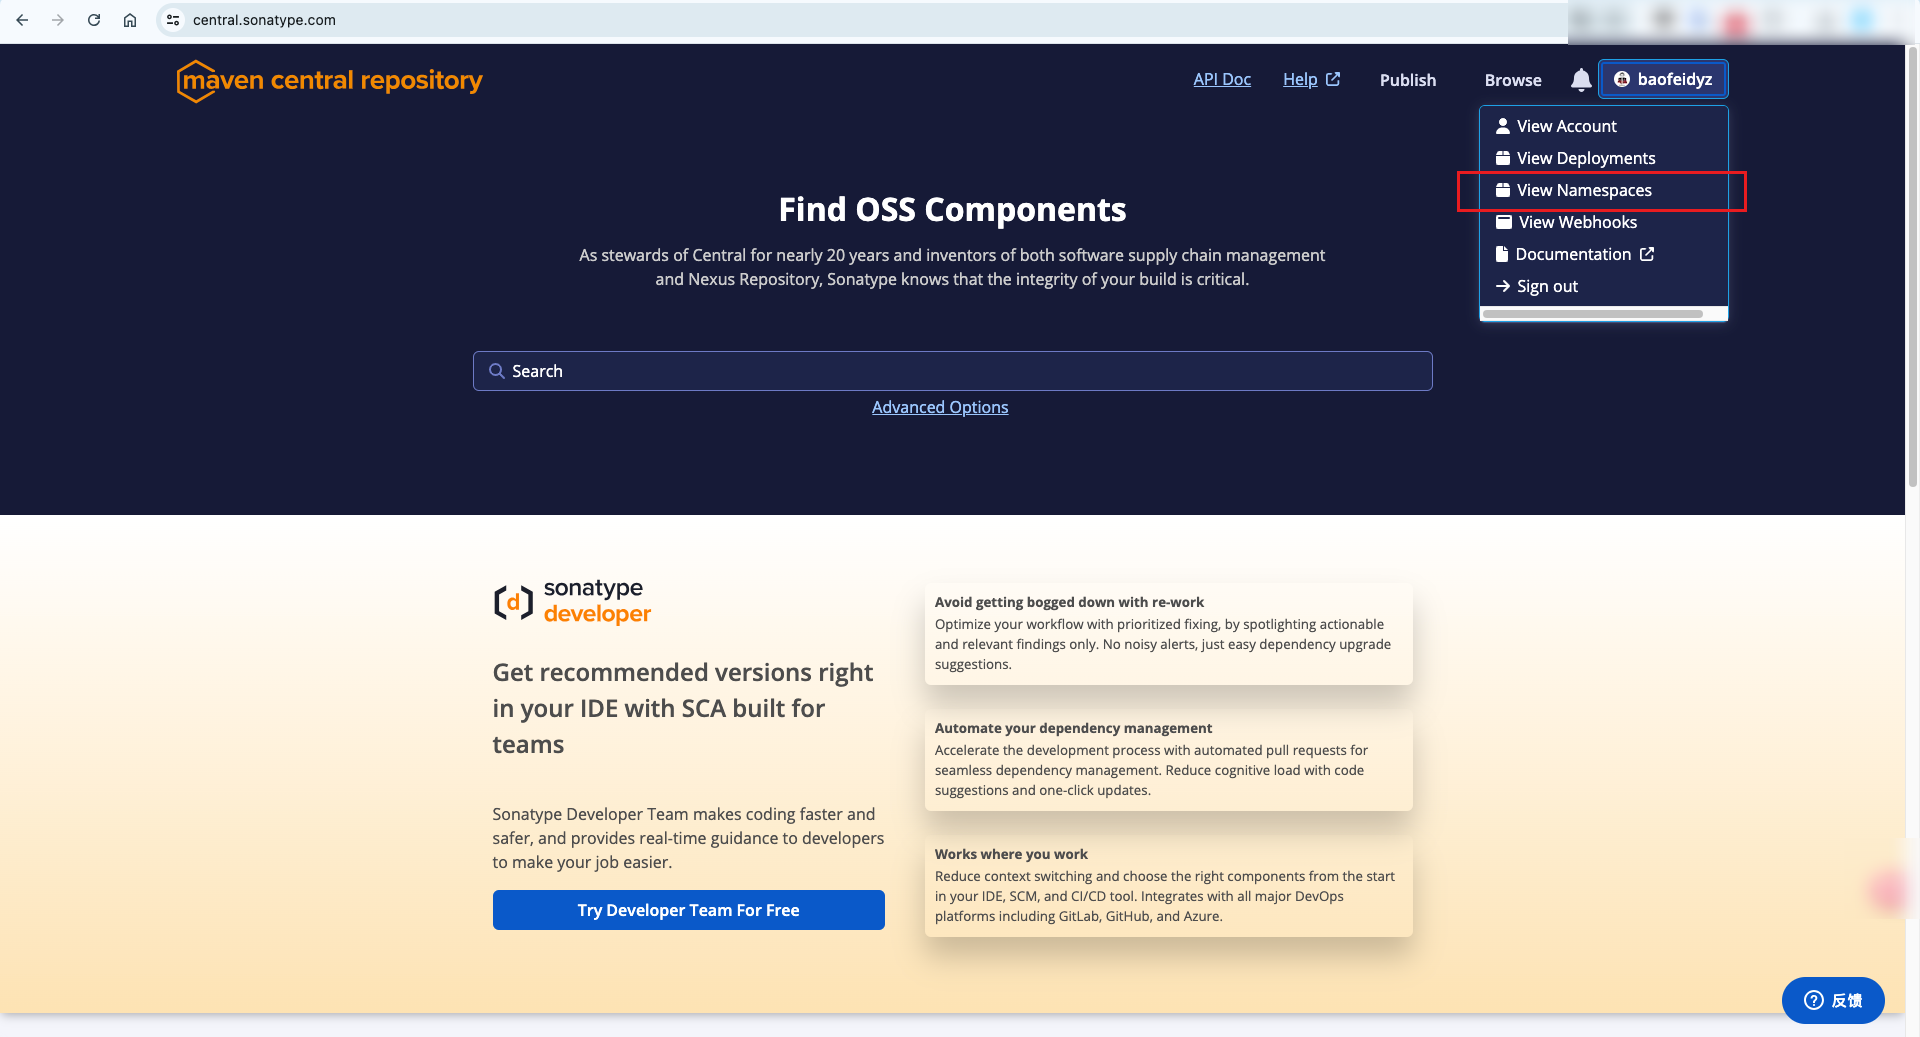 central.sonatype.com
maven central repository
API Doc
Help
Publish
Browse
baofeidyz
View Account
View Deployments
View Namespaces
View Webhooks
Documentation
Sign out
Find OSS Components
As stewards of Central for nearly 20 years and inventors of both software supply chain management
and Nexus Repository, Sonatype knows that the integrity of your build is critical.
Search
Advanced Options
sonatype
developer
Get recommended versions right
in your IDE with SCA built for
teams
Sonatype Developer Team makes coding faster and
safer, and provides real-time guidance to developers
to make your job easier.
Try Developer Team For Free
Avoid getting bogged down with re-work
Optimize your workflow with prioritized fixing, by spotlighting actionable
and relevant findings only. No noisy alerts, just easy dependency upgrade
suggestions.
Automate your dependency management
Accelerate the development process with automated pull requests for
seamless dependency management. Reduce cognitive load with code
suggestions and one-click updates.
Works where you work
Reduce context switching and choose the right components from the start
in your IDE, SCM, and CI/CD tool. Integrates with all major DevOps
platforms including GitLab, GitHub, and Azure.
反馈